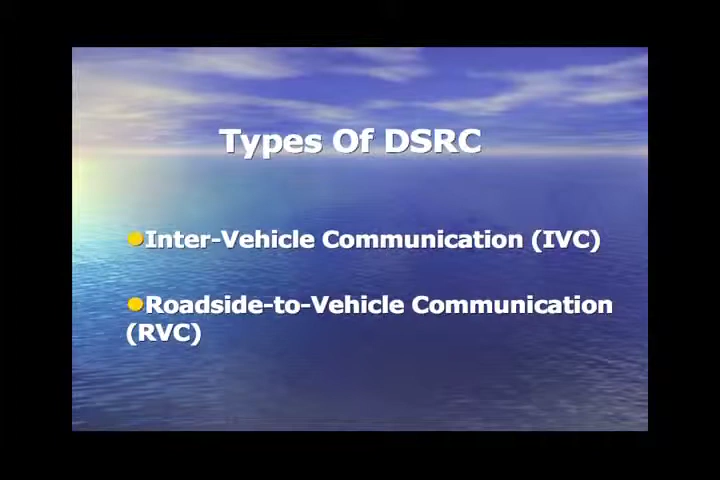 Types Of DSRC
Inter-Vehicle Communication (IVC)
Roadside-to-Vehicle Communication
(RVC)